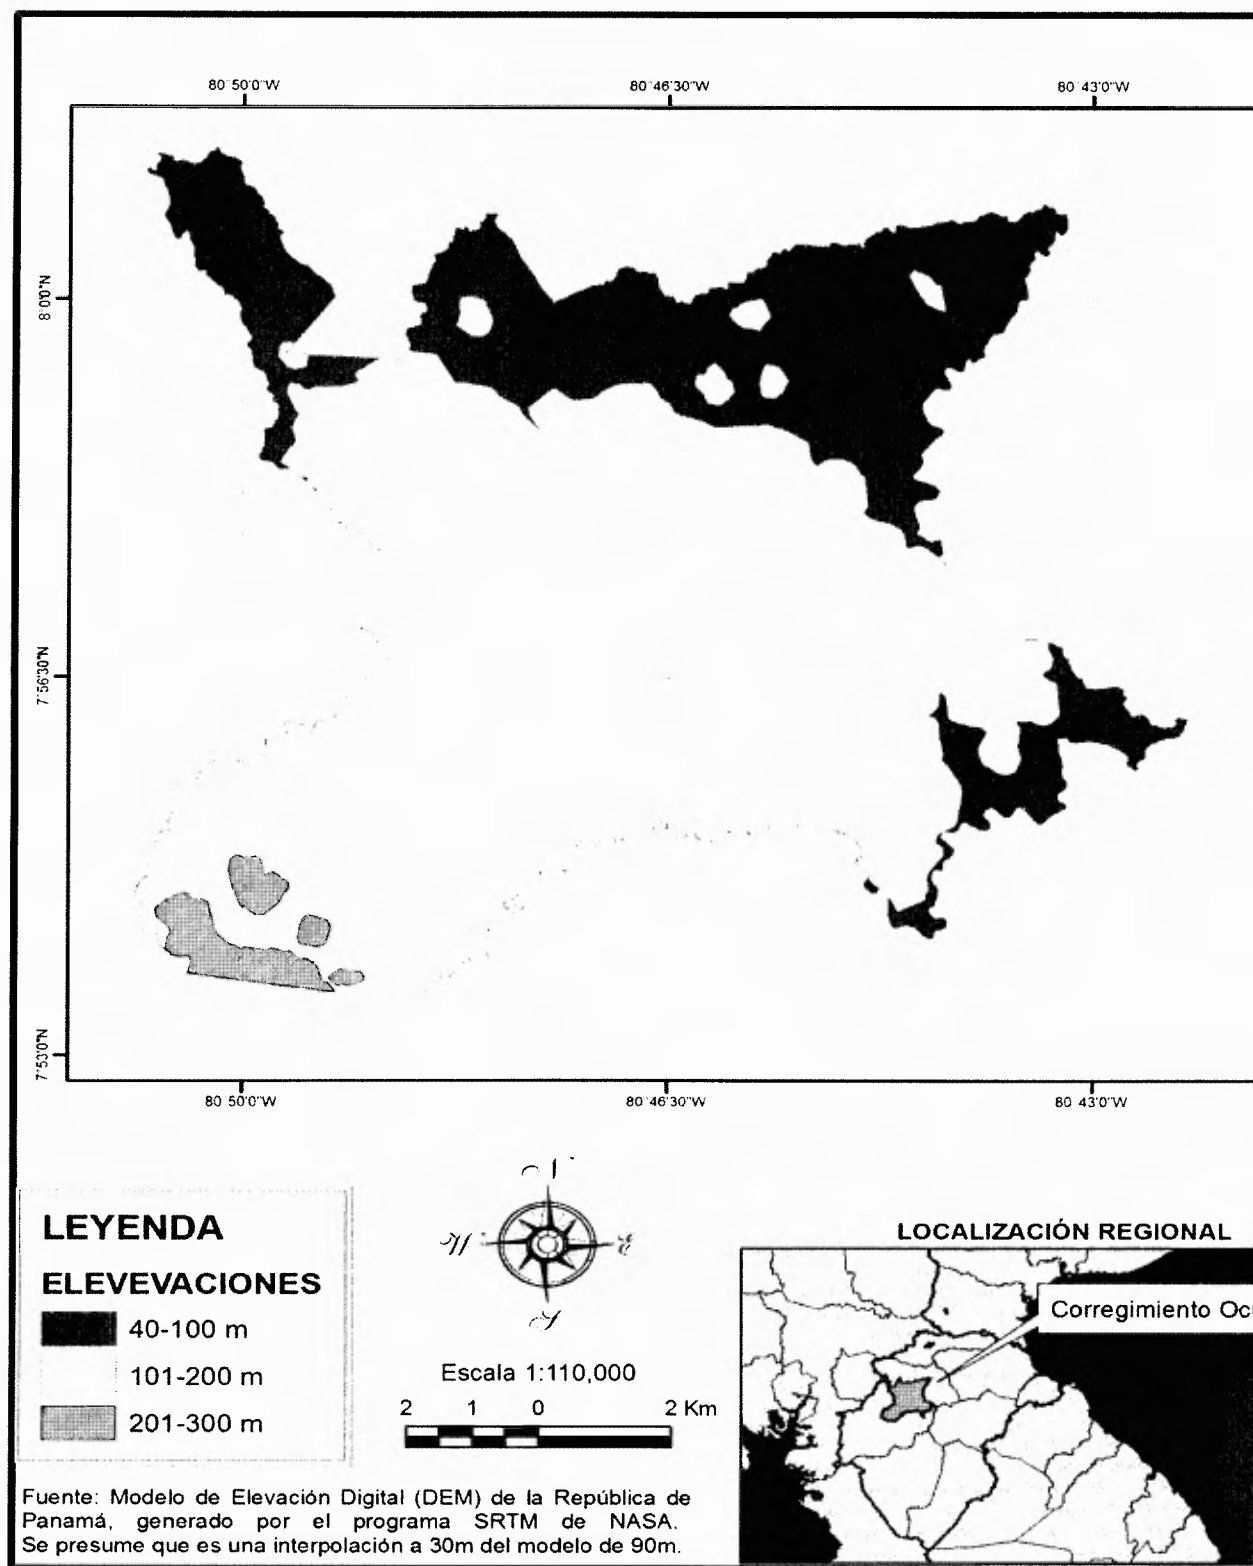 80°50'0"W 80°46'30"W 80°43'0"W
8°0'0"N
7°56'30"N
7°53'0"N
80°50'0"W 80°46'30"W 80°43'0"W
N
W E
S
LEYENDA
ELEVEVACIONES
40-100 m
101-200 m
201-300 m
Escala 1:110,000
2 1 0 2 Km
LOCALIZACIÓN REGIONAL
Corregimiento Oc
Fuente: Modelo de Elevación Digital (DEM) de la República de
Panamá, generado por el programa SRTM de NASA.
Se presume que es una interpolación a 30m del modelo de 90m.